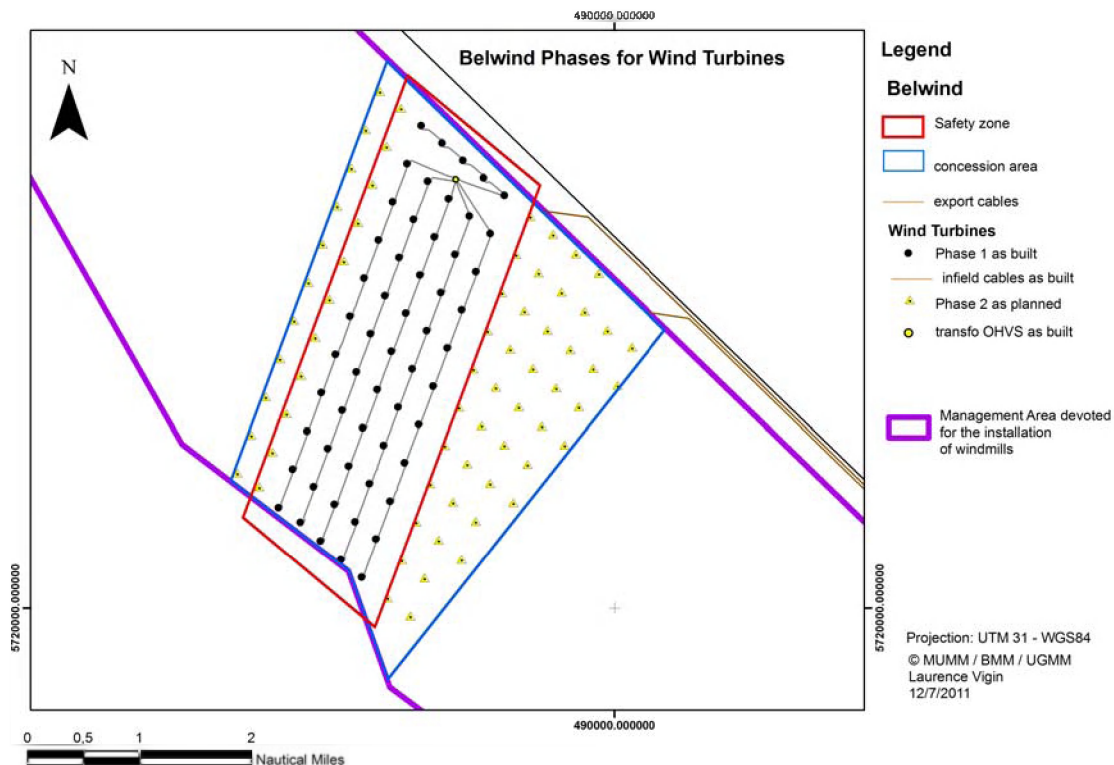 490000.000000
Belwind Phases for Wind Turbines
N
Legend
Belwind
Safety zone
concession area
export cables
Wind Turbines
Phase 1 as built
infield cables as built
Phase 2 as planned
transfo OHVS as built
Management Area devoted
for the installation
of windmills
5720000.000000
5720000.000000
Projection: UTM 31 - WGS84
© MUMM / BMM / UGMM
Laurence Vigin
12/7/2011
490000.000000
0 0,5 1 2
Nautical Miles